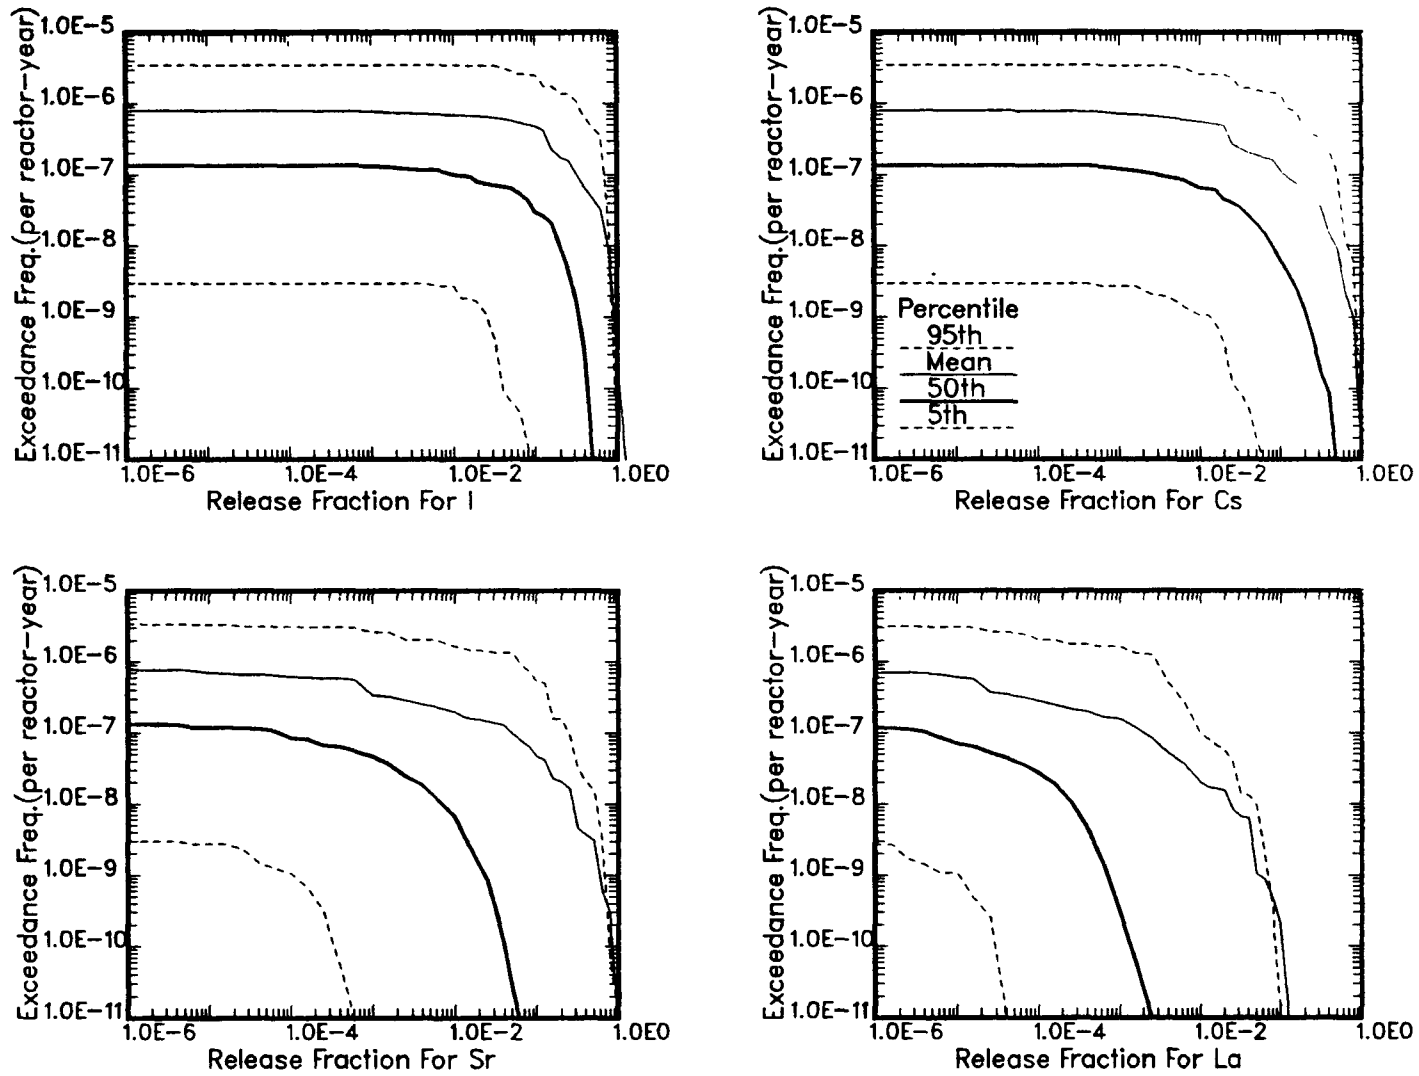 Exceedance Freq.(per reactor-year)
1.0E-5
1.0E-6
1.0E-7
1.0E-8
1.0E-9
1.0E-10
1.0E-11
1.0E-6 1.0E-4 1.0E-2 1.0E0
Release Fraction For I
Exceedance Freq.(per reactor-year)
1.0E-5
1.0E-6
1.0E-7
1.0E-8
1.0E-9
1.0E-10
1.0E-11
Percentile
95th
Mean
50th
5th
1.0E-6 1.0E-4 1.0E-2 1.0E0
Release Fraction For Cs
Exceedance Freq.(per reactor-year)
1.0E-5
1.0E-6
1.0E-7
1.0E-8
1.0E-9
1.0E-10
1.0E-11
1.0E-6 1.0E-4 1.0E-2 1.0E0
Release Fraction For Sr
Exceedance Freq.(per reactor-year)
1.0E-5
1.0E-6
1.0E-7
1.0E-8
1.0E-9
1.0E-10
1.0E-11
1.0E-6 1.0E-4 1.0E-2 1.0E0
Release Fraction For La